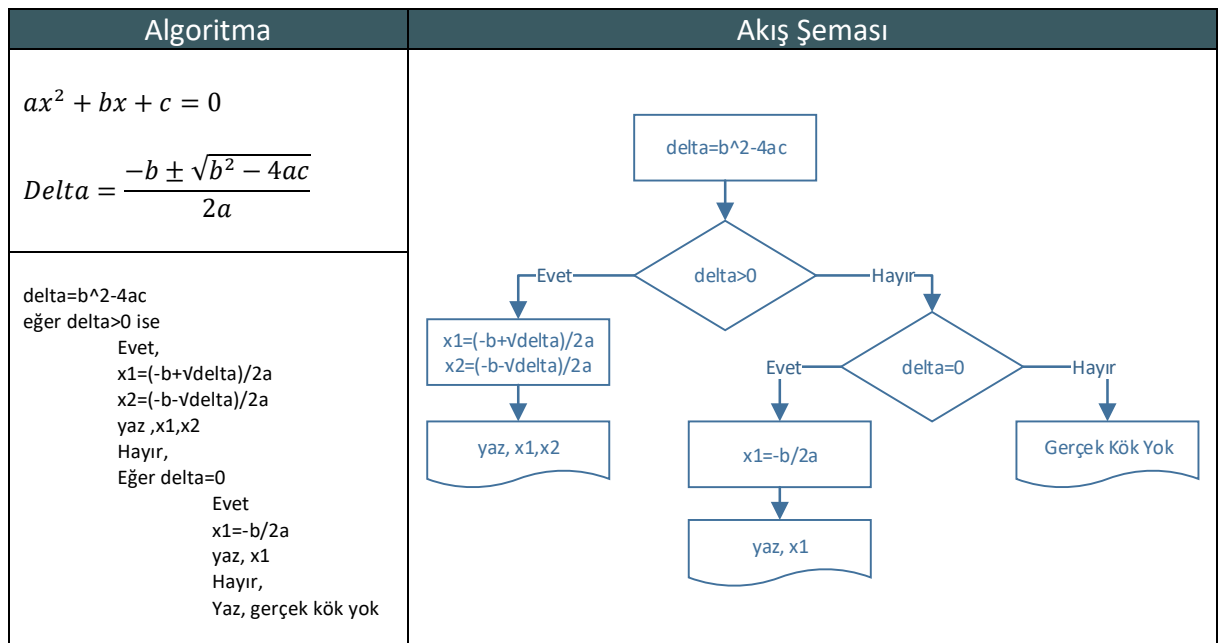 Algoritma
Akış Şeması
ax² + bx + c = 0
Delta = (-b ± √(b² − 4ac)) / 2a
delta=b^2-4ac
eğer delta>0 ise
Evet,
x1=(-b+√delta)/2a
x2=(-b-√delta)/2a
yaz ,x1,x2
Hayır,
Eğer delta=0
Evet
x1=-b/2a
yaz, x1
Hayır,
Yaz, gerçek kök yok
delta=b^2-4ac
delta>0
Evet
Hayır
x1=(-b+√delta)/2a
x2=(-b-√delta)/2a
yaz, x1,x2
delta=0
Evet
Hayır
x1=-b/2a
yaz, x1
Gerçek Kök Yok